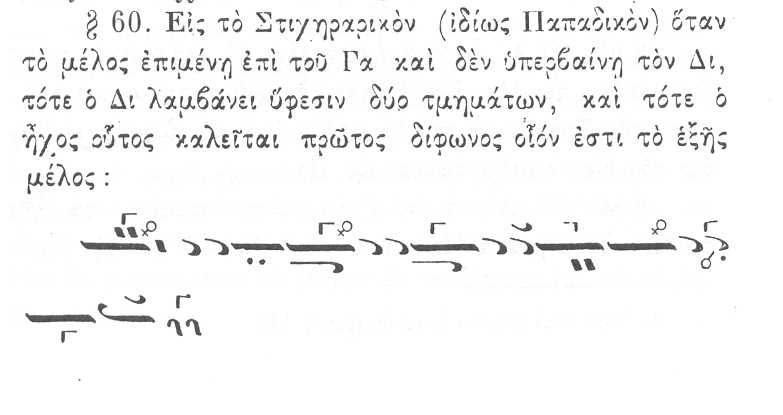 § 60. Εἰς τὸ Στιχηραρικὸν (ἰδίως Παπαδικὸν) ὅταν
τὸ μέλος ἐπιμένῃ ἐπὶ τοῦ Γα καὶ δὲν ὑπερβαίνῃ τὸν Δι,
τότε ὁ Δι λαμβάνει ὕφεσιν δύο τμημάτων, καὶ τότε ὁ
ἦχος οὗτος καλεῖται πρῶτος δίφωνος οἷόν ἐστι τὸ ἑξῆς
μέλος :